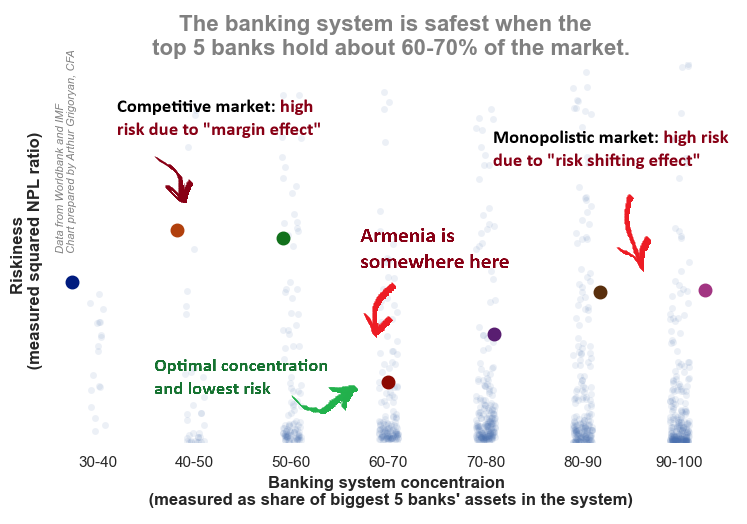 The banking system is safest when the
top 5 banks hold about 60-70% of the market.
Data from Worldbank and IMF
Chart prepared by Arthur Grigoryan, CFA
Competitive market: high
risk due to "margin effect"
Monopolistic market: high risk
due to "risk shifting effect"
Armenia is
somewhere here
Optimal concentration
and lowest risk
Riskiness
(measured squared NPL ratio)
30-40 40-50 50-60 60-70 70-80 80-90 90-100
Banking system concentraion
(measured as share of biggest 5 banks' assets in the system)